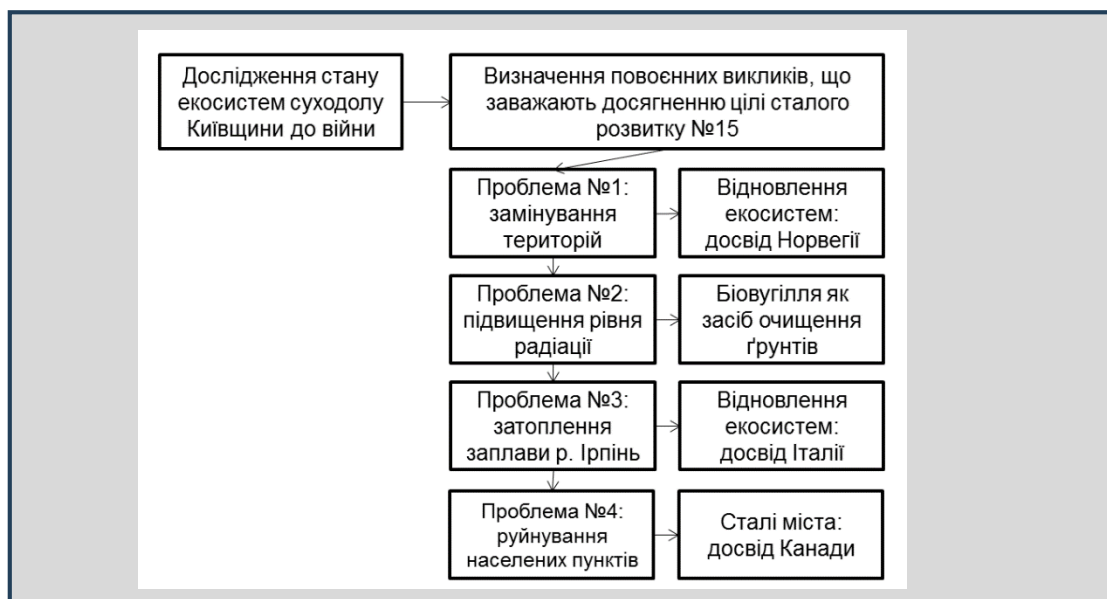 Дослідження стану
екосистем суходолу
Київщини до війни
Визначення повоєнних викликів, що
заважають досягненню цілі сталого
розвитку №15
Проблема №1:
замінування
територій
Відновлення
екосистем:
досвід Норвегії
Проблема №2:
підвищення рівня
радіації
Біовугілля як
засіб очищення
ґрунтів
Проблема №3:
затоплення
заплави р. Ірпінь
Відновлення
екосистем:
досвід Італії
Проблема №4:
руйнування
населених пунктів
Сталі міста:
досвід Канади